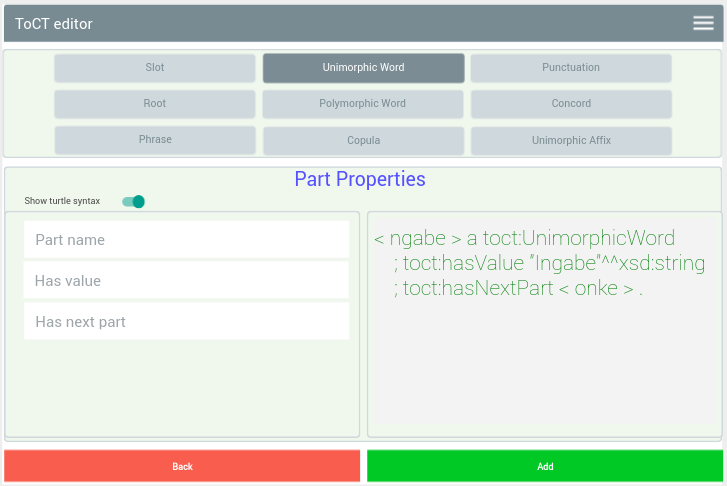 ToCT editor
Slot
Unimorphic Word
Punctuation
Root
Polymorphic Word
Concord
Phrase
Copula
Unimorphic Affix
Part Properties
Show turtle syntax
Part name
Has value
Has next part
< ngabe > a toct:UnimorphicWord
; toct:hasValue "Ingabe"^^xsd:string
; toct:hasNextPart < onke > .
Back
Add